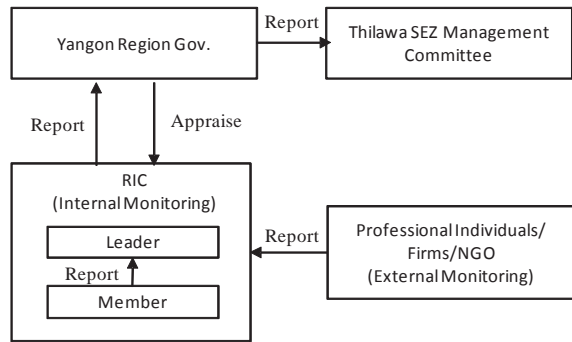 Yangon Region Gov.
Report
Thilawa SEZ Management
Committee
Report
Appraise
RIC
(Internal Monitoring)
Leader
Report
Member
Report
Professional Individuals/
Firms/NGO
(External Monitoring)